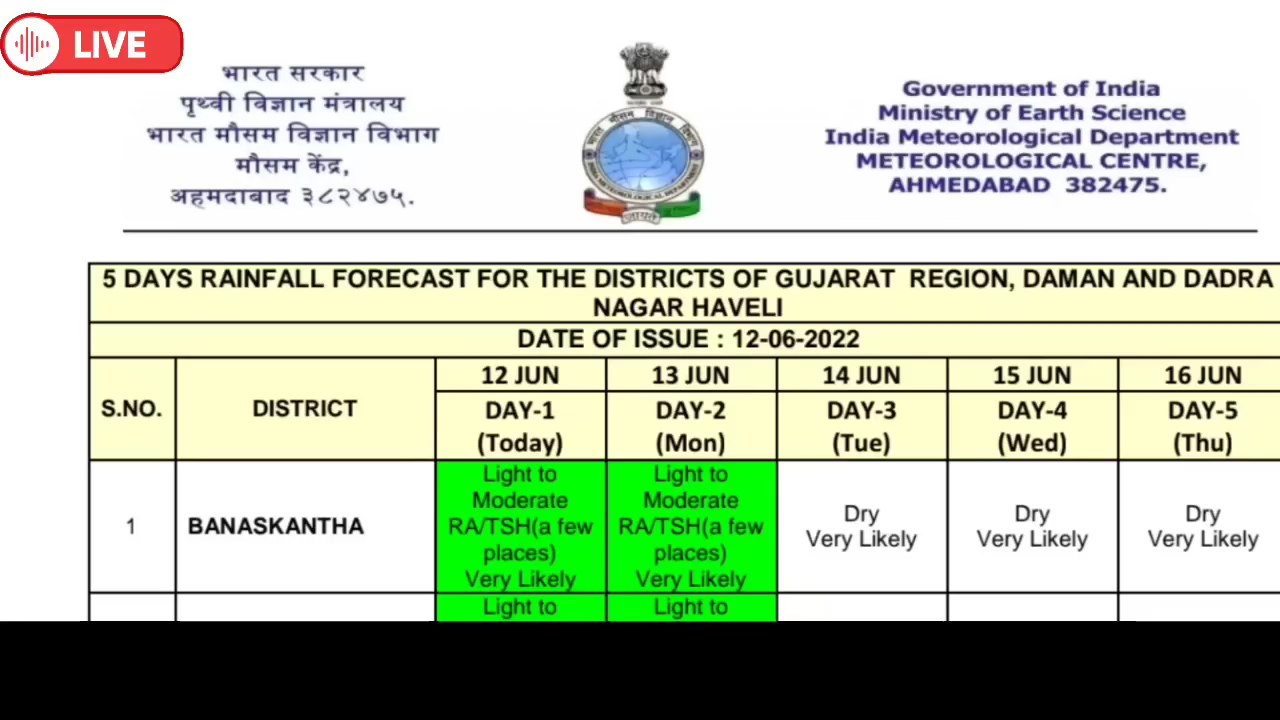 LIVE
भारत सरकार
पृथ्वी विज्ञान मंत्रालय
भारत मौसम विज्ञान विभाग
मौसम केंद्र,
अहमदाबाद ३८२४७५.
भारत मौसम विज्ञान विभाग
INDIA METEOROLOGICAL DEPARTMENT
Government of India
Ministry of Earth Science
India Meteorological Department
METEOROLOGICAL CENTRE,
AHMEDABAD 382475.
5 DAYS RAINFALL FORECAST FOR THE DISTRICTS OF GUJARAT REGION, DAMAN AND DADRA
NAGAR HAVELI
DATE OF ISSUE : 12-06-2022
S.NO.
DISTRICT
12 JUN
13 JUN
14 JUN
15 JUN
16 JUN
DAY-1
(Today)
DAY-2
(Mon)
DAY-3
(Tue)
DAY-4
(Wed)
DAY-5
(Thu)
1
BANASKANTHA
Light to
Moderate
RA/TSH(a few
places)
Very Likely
Light to
Moderate
RA/TSH(a few
places)
Very Likely
Dry
Very Likely
Dry
Very Likely
Dry
Very Likely
Light to
Light to